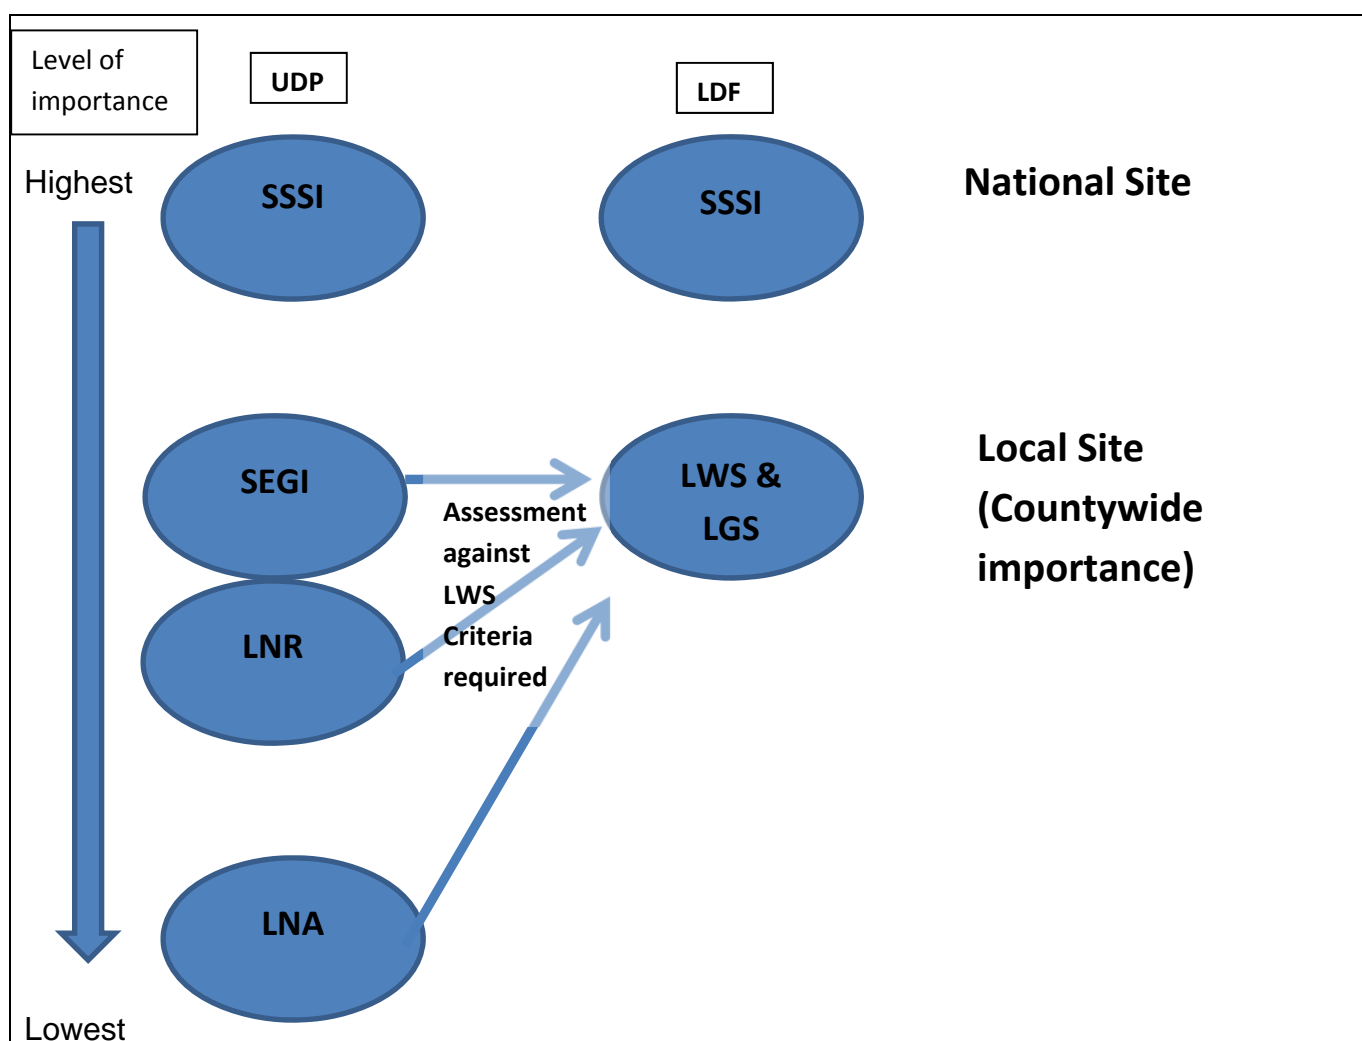 Level of
importance
UDP
LDF
Highest
SSSI
SSSI
National Site
SEGI
LWS &
LGS
Local Site
(Countywide
importance)
Assessment
against
LWS
Criteria
required
LNR
LNA
Lowest